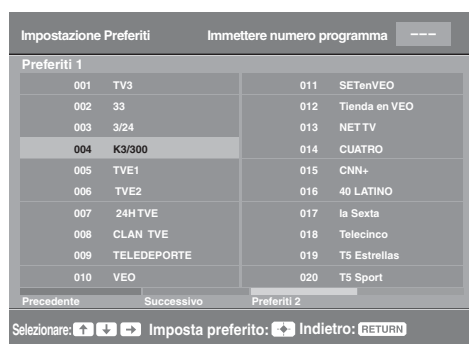 Impostazione Preferiti Immettere numero programma ---
Preferiti 1
001 TV3 011 SETenVEO
002 33 012 Tienda en VEO
003 3/24 013 NET TV
004 K3/300 014 CUATRO
005 TVE1 015 CNN+
006 TVE2 016 40 LATINO
007 24H TVE 017 la Sexta
008 CLAN TVE 018 Telecinco
009 TELEDEPORTE 019 T5 Estrellas
010 VEO 020 T5 Sport
Precedente Successivo Preferiti 2
Selezionare: ↑ ↓ → Imposta preferito: Indietro: RETURN